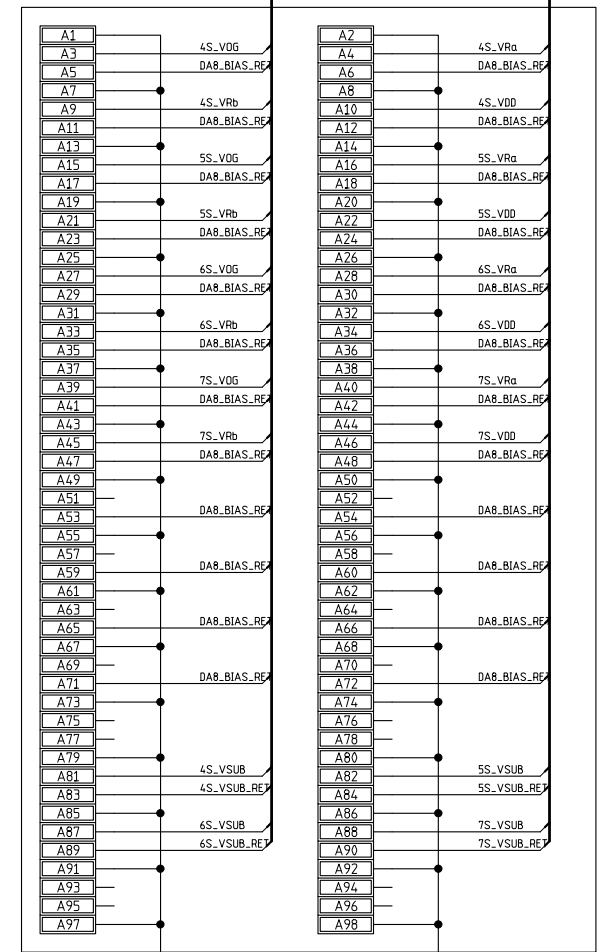 A1
A3 4S_VOG
A5 DA8_BIAS_RET
A7
A9 4S_VRb
A11 DA8_BIAS_RET
A13
A15 5S_VOG
A17 DA8_BIAS_RET
A19
A21 5S_VRb
A23 DA8_BIAS_RET
A25
A27 6S_VOG
A29 DA8_BIAS_RET
A31
A33 6S_VRb
A35 DA8_BIAS_RET
A37
A39 7S_VOG
A41 DA8_BIAS_RET
A43
A45 7S_VRb
A47 DA8_BIAS_RET
A49
A51
A53 DA8_BIAS_RET
A55
A57
A59 DA8_BIAS_RET
A61
A63
A65 DA8_BIAS_RET
A67
A69
A71 DA8_BIAS_RET
A73
A75
A77
A79
A81 4S_VSUB
A83 4S_VSUB_RET
A85
A87 6S_VSUB
A89 6S_VSUB_RET
A91
A93
A95
A97
A2
A4 4S_VRa
A6 DA8_BIAS_RET
A8
A10 4S_VDD
A12 DA8_BIAS_RET
A14
A16 5S_VRa
A18 DA8_BIAS_RET
A20
A22 5S_VDD
A24 DA8_BIAS_RET
A26
A28 6S_VRa
A30 DA8_BIAS_RET
A32
A34 6S_VDD
A36 DA8_BIAS_RET
A38
A40 7S_VRa
A42 DA8_BIAS_RET
A44
A46 7S_VDD
A48 DA8_BIAS_RET
A50
A52
A54 DA8_BIAS_RET
A56
A58
A60 DA8_BIAS_RET
A62
A64
A66 DA8_BIAS_RET
A68
A70
A72 DA8_BIAS_RET
A74
A76
A78
A80
A82 5S_VSUB
A84 5S_VSUB_RET
A86
A88 7S_VSUB
A90 7S_VSUB_RET
A92
A94
A96
A98